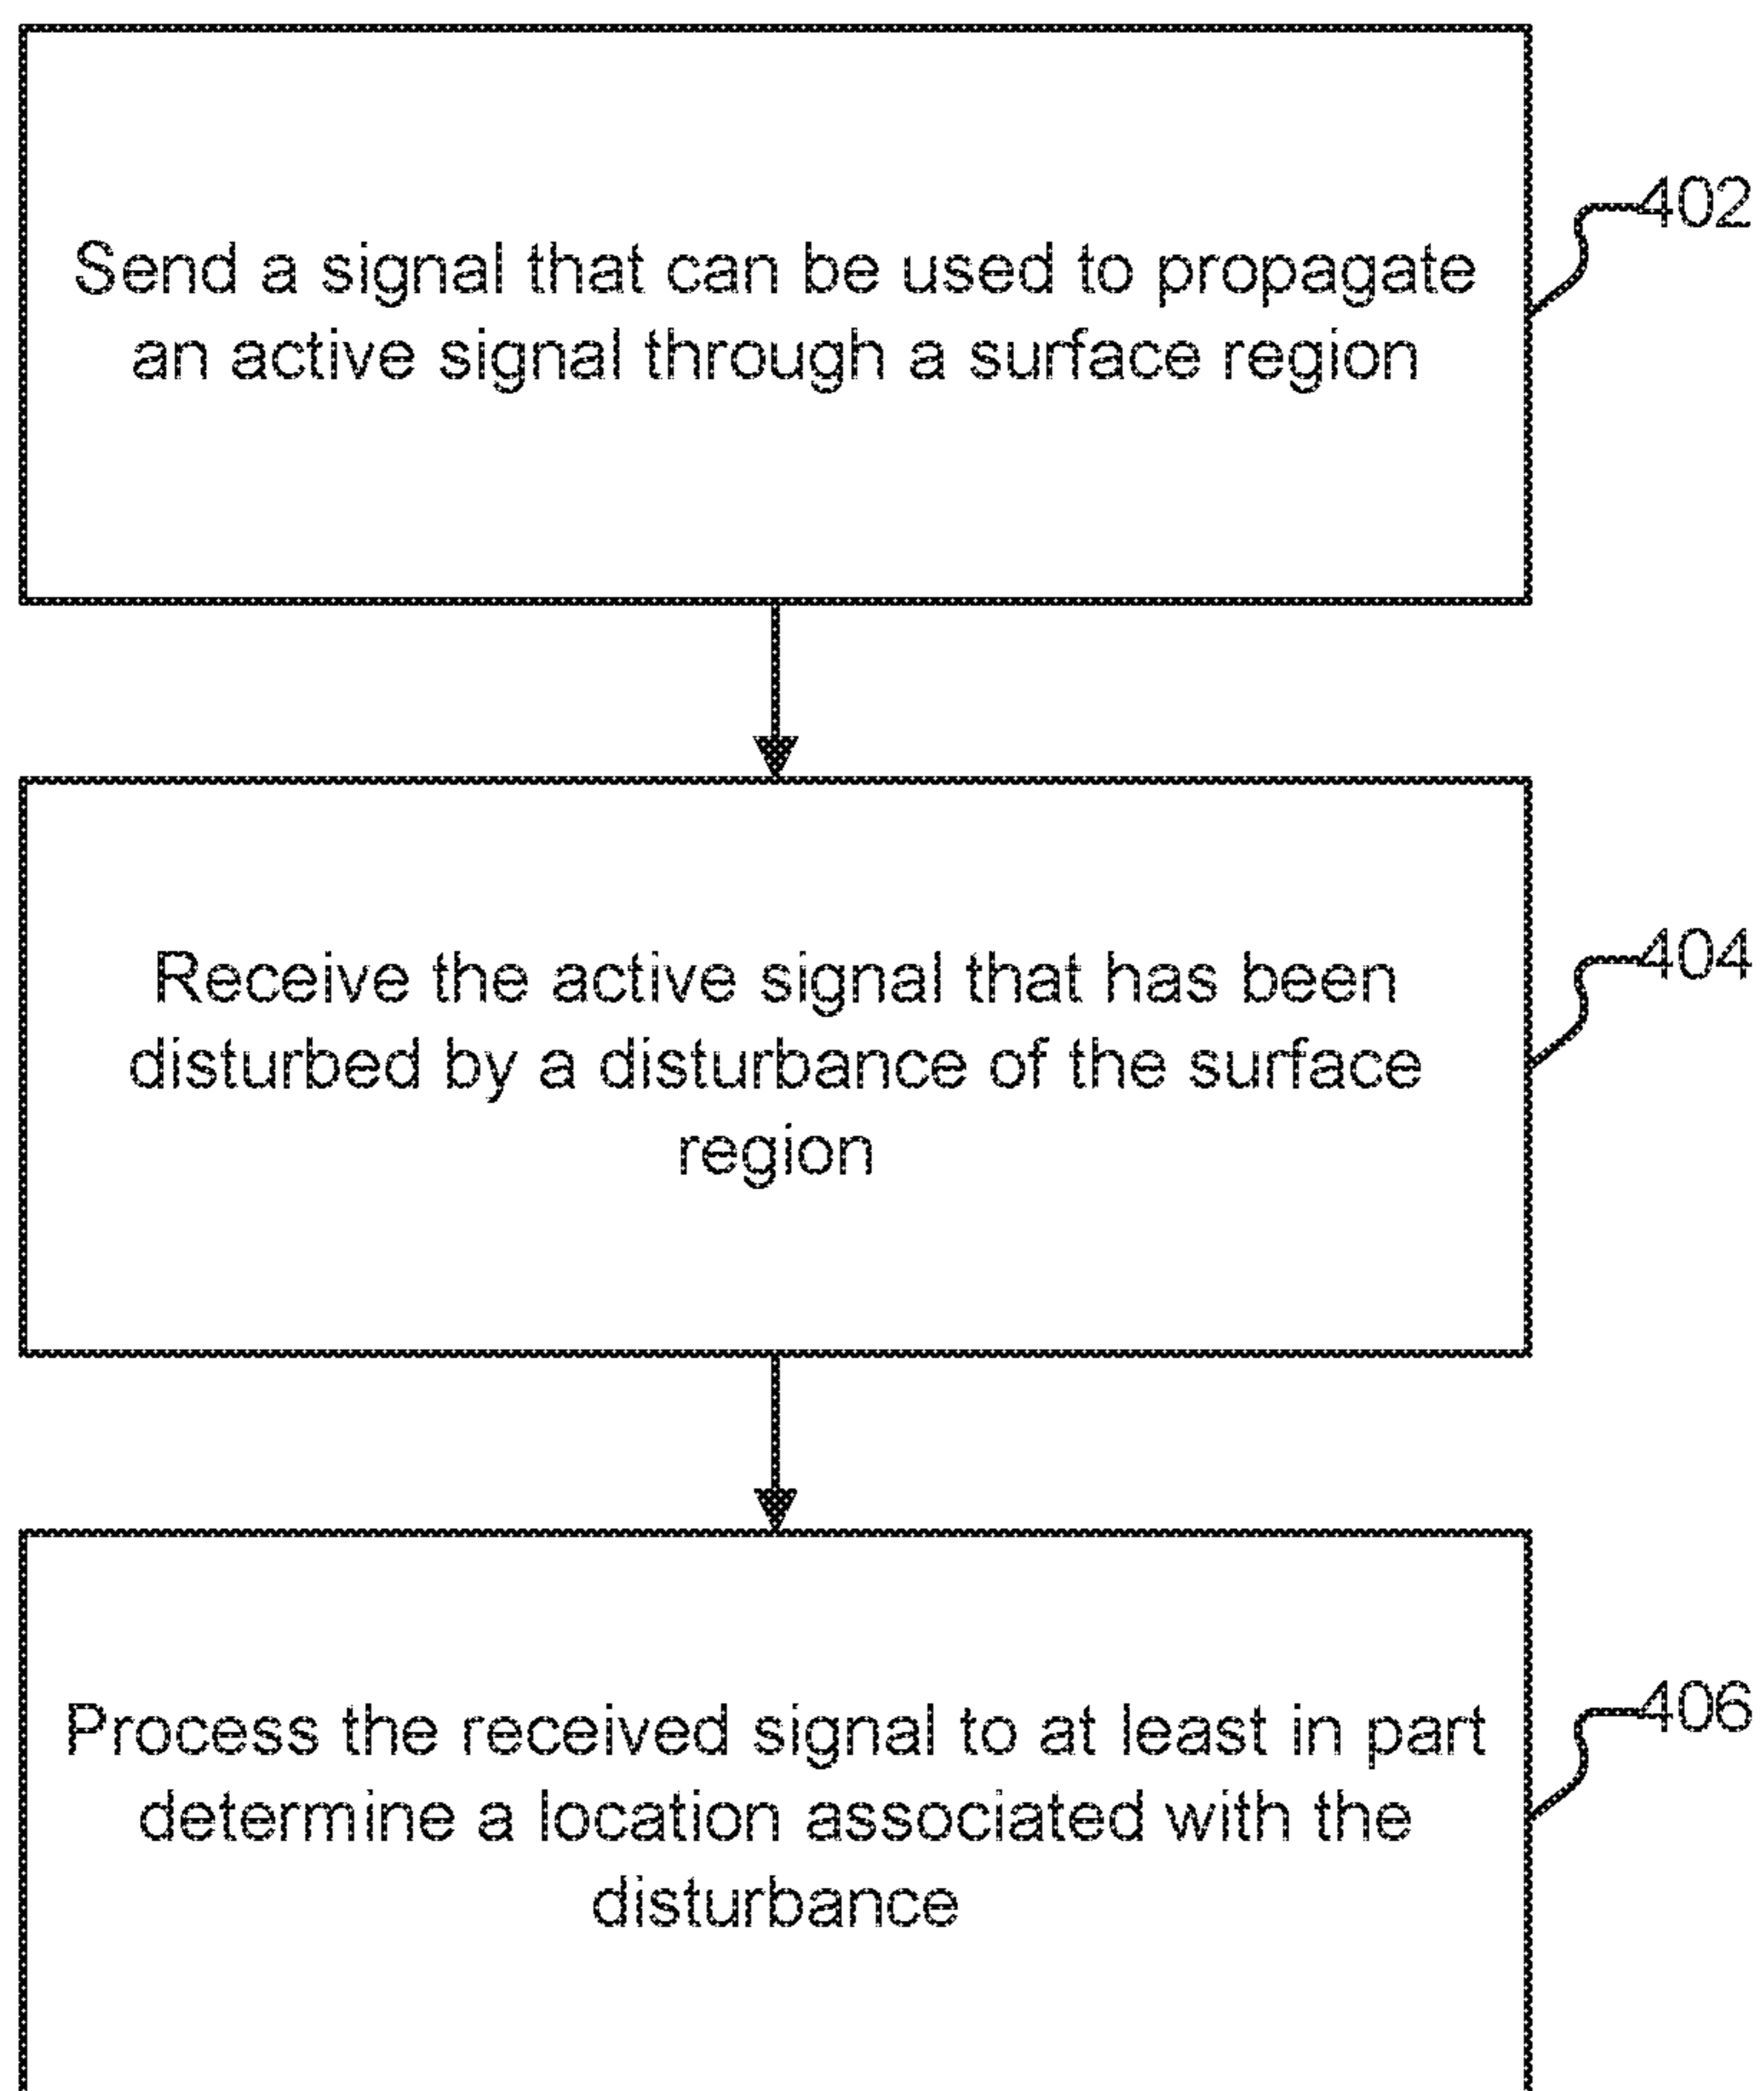 Send a signal that can be used to propagate
an active signal through a surface region
402
Receive the active signal that has been
disturbed by a disturbance of the surface
region
404
Process the received signal to at least in part
determine a location associated with the
disturbance
406